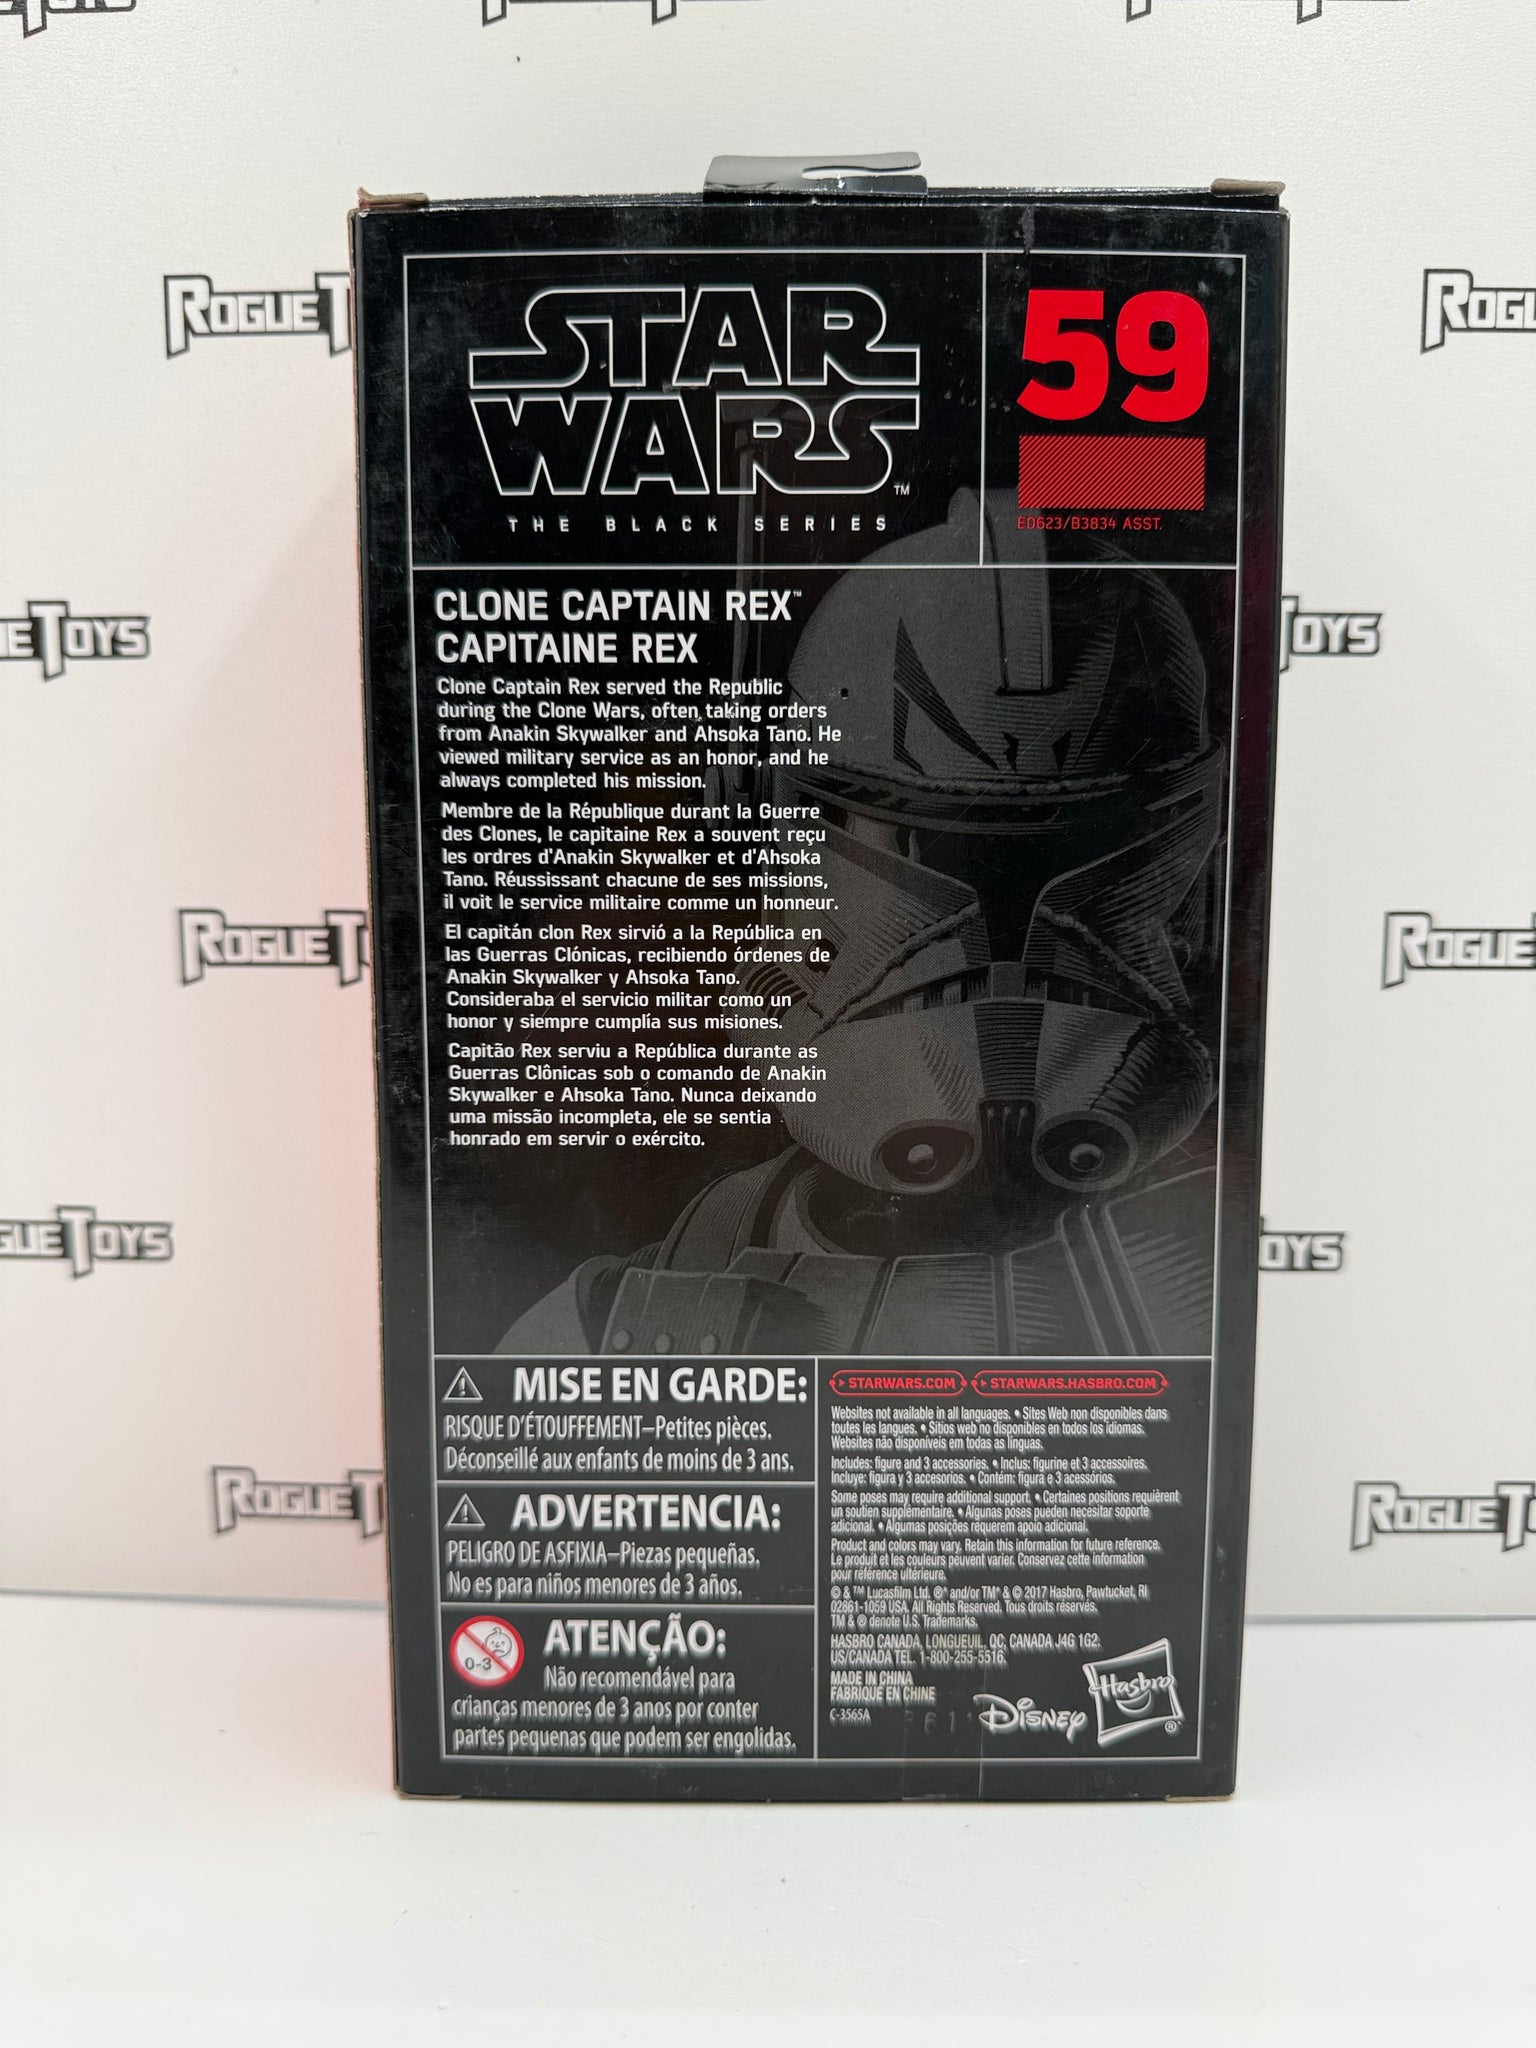 STAR
WARS™
THE BLACK SERIES
59
E0623/B3834 ASST.
CLONE CAPTAIN REX™
CAPITAINE REX
Clone Captain Rex served the Republic
during the Clone Wars, often taking orders
from Anakin Skywalker and Ahsoka Tano. He
viewed military service as an honor, and he
always completed his mission.
Membre de la République durant la Guerre
des Clones, le capitaine Rex a souvent reçu
les ordres d'Anakin Skywalker et d'Ahsoka
Tano. Réussissant chacune de ses missions,
il voit le service militaire comme un honneur.
El capitán clon Rex sirvió a la República en
las Guerras Clónicas, recibiendo órdenes de
Anakin Skywalker y Ahsoka Tano.
Consideraba el servicio militar como un
honor y siempre cumplía sus misiones.
Capitão Rex serviu a República durante as
Guerras Clônicas sob o comando de Anakin
Skywalker e Ahsoka Tano. Nunca deixando
uma missão incompleta, ele se sentia
honrado em servir o exército.
MISE EN GARDE:
RISQUE D'ÉTOUFFEMENT–Petites pièces.
Déconseillé aux enfants de moins de 3 ans.
ADVERTENCIA:
PELIGRO DE ASFIXIA–Piezas pequeñas.
No es para niños menores de 3 años.
0-3
ATENÇÃO:
Não recomendável para
crianças menores de 3 anos por conter
partes pequenas que podem ser engolidas.
STARWARS.COM STARWARS.HASBRO.COM
Websites not available in all languages. • Sites Web non disponibles dans
toutes les langues. • Sitios web no disponibles en todos los idiomas.
Websites não disponíveis em todas as línguas.
Includes: figure and 3 accessories. • Inclus: figurine et 3 accessoires.
Incluye: figura y 3 accesorios. • Contém: figura e 3 acessórios.
Some poses may require additional support. • Certaines positions requièrent
un soutien supplémentaire. • Algunas poses pueden necesitar soporte
adicional. • Algumas posições requerem apoio adicional.
Product and colors may vary. Retain this information for future reference.
Le produit et les couleurs peuvent varier. Conservez cette information
pour référence ultérieure.
© & ™ Lucasfilm Ltd. ®* and/or TM* & © 2017 Hasbro, Pawtucket, RI
02861-1059 USA. All Rights Reserved. Tous droits réservés.
TM & ® denote U.S. Trademarks.
HASBRO CANADA, LONGUEUIL, QC, CANADA J4G 1G2.
US/CANADA TEL. 1-800-255-5516.
MADE IN CHINA
FABRIQUÉ EN CHINE
C-3565A
DISNEY
Hasbro ®
ROGUE TOYS